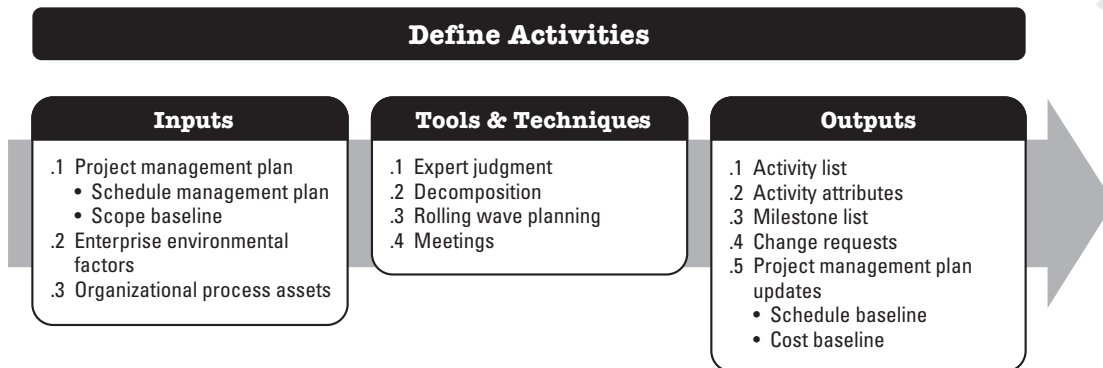 Define Activities
Inputs
.1 Project management plan
• Schedule management plan
• Scope baseline
.2 Enterprise environmental
factors
.3 Organizational process assets
Tools & Techniques
.1 Expert judgment
.2 Decomposition
.3 Rolling wave planning
.4 Meetings
Outputs
.1 Activity list
.2 Activity attributes
.3 Milestone list
.4 Change requests
.5 Project management plan
updates
• Schedule baseline
• Cost baseline